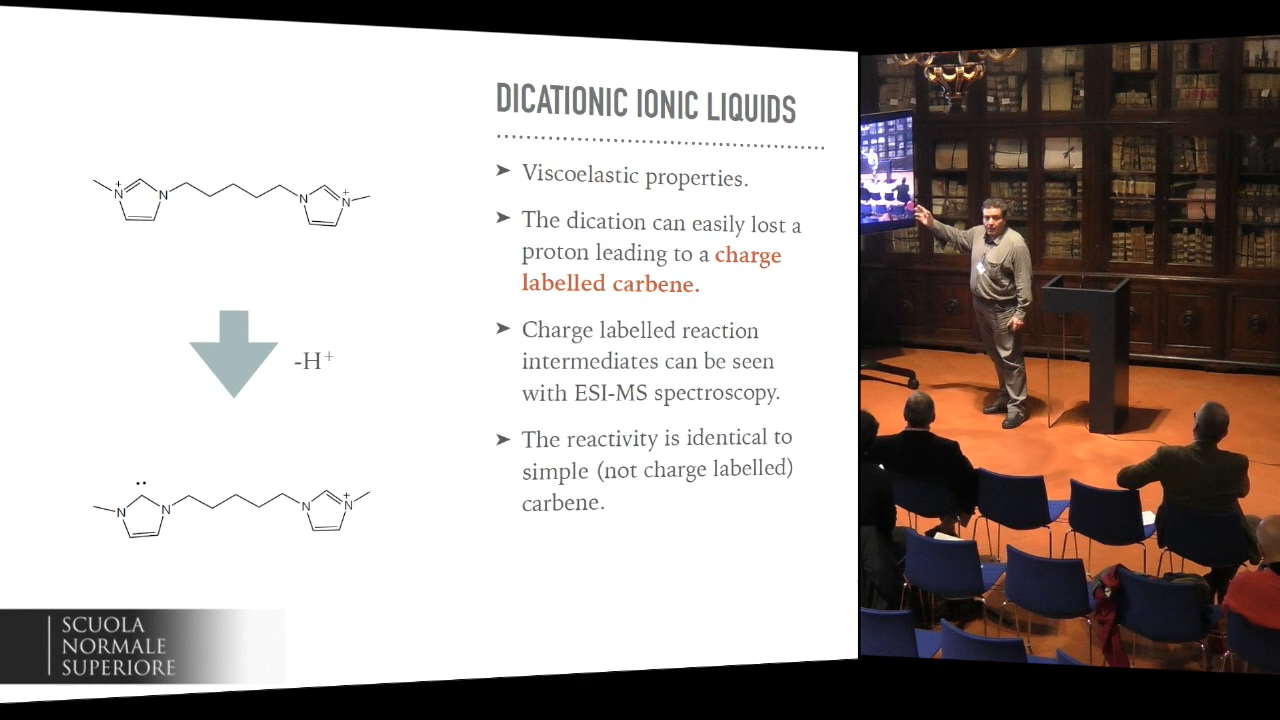 DICATIONIC IONIC LIQUIDS
➤ Viscoelastic properties.
➤ The dication can easily lost a
proton leading to a charge
labelled carbene.
➤ Charge labelled reaction
intermediates can be seen
with ESI-MS spectroscopy.
➤ The reactivity is identical to
simple (not charge labelled)
carbene.
+
N
N
N
+
N
-H⁺
••
N
N
N
+
N
SCUOLA
NORMALE
SUPERIORE